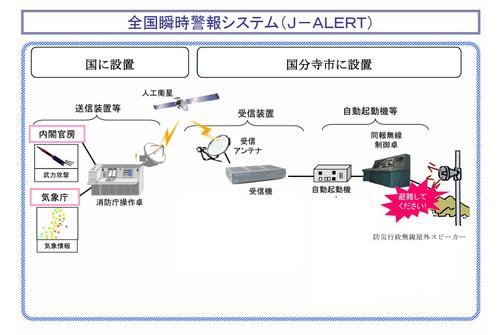 全国瞬時警報システム（J－ALERT）
国に設置
国分寺市に設置
人工衛星
送信装置等
受信装置
自動起動機等
内閣官房
武力攻撃
気象庁
気象情報
消防庁操作卓
受信
アンテナ
受信機
自動起動機
同報無線
制御卓
避難して
ください！
防災行政無線屋外スピーカー